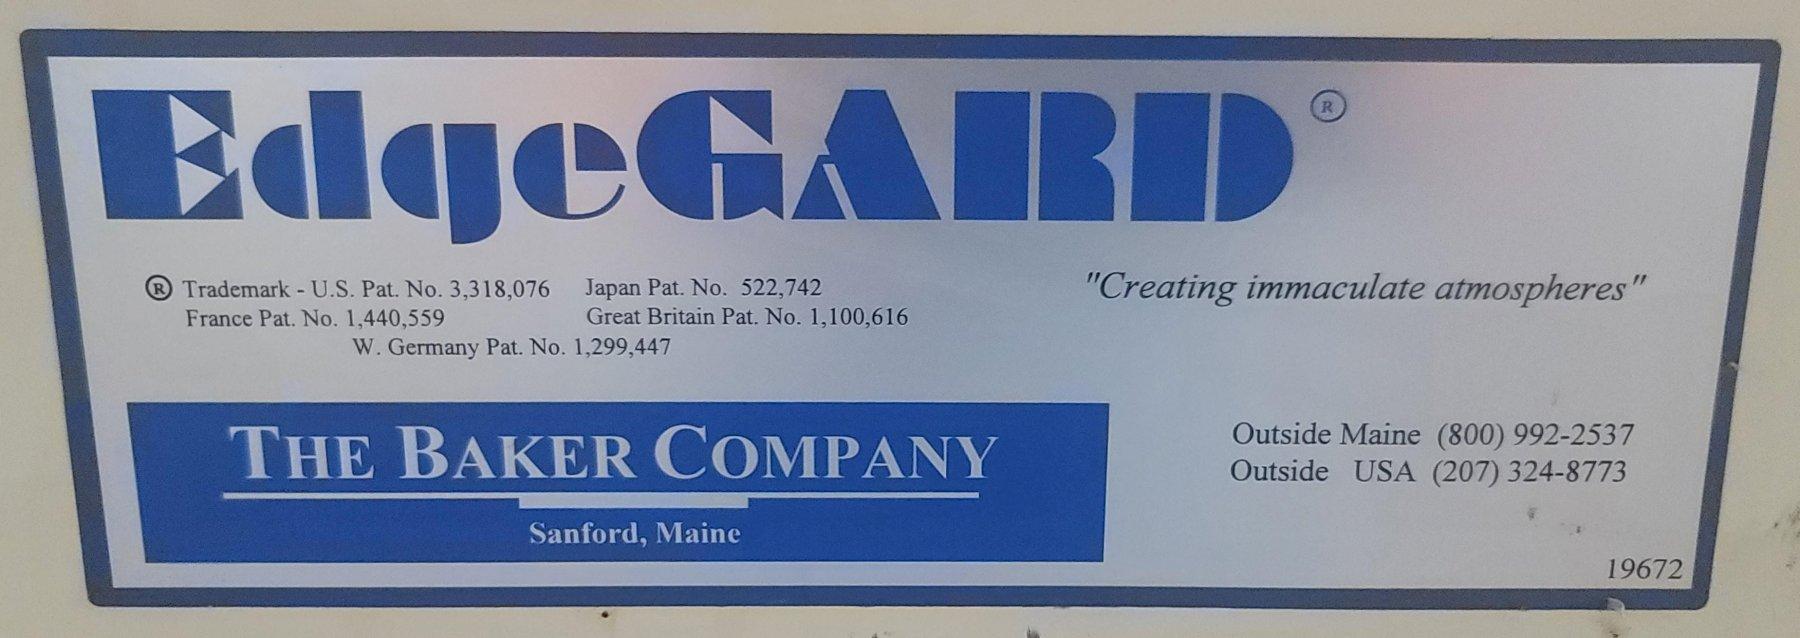 EdgeGARD ®
® Trademark - U.S. Pat. No. 3,318,076 Japan Pat. No. 522,742
France Pat. No. 1,440,559 Great Britain Pat. No. 1,100,616
W. Germany Pat. No. 1,299,447
"Creating immaculate atmospheres"
THE BAKER COMPANY
Sanford, Maine
Outside Maine (800) 992-2537
Outside USA (207) 324-8773
19672